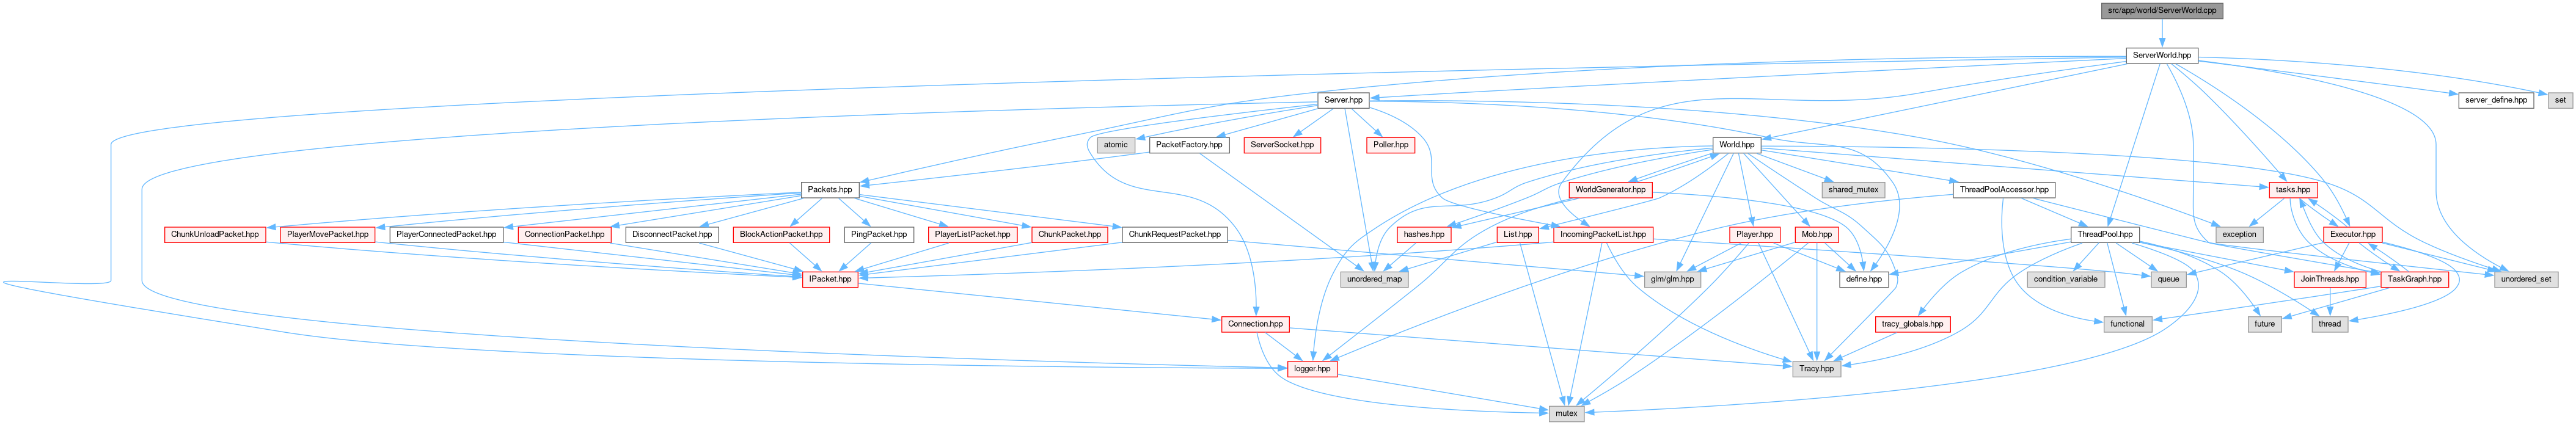 src/app/world/ServerWorld.cpp
ServerWorld.hpp
Server.hpp
server_define.hpp
set
atomic
PacketFactory.hpp
ServerSocket.hpp
Poller.hpp
World.hpp
Packets.hpp
WorldGenerator.hpp
shared_mutex
ThreadPoolAccessor.hpp
tasks.hpp
ChunkUnloadPacket.hpp
PlayerMovePacket.hpp
PlayerConnectedPacket.hpp
ConnectionPacket.hpp
DisconnectPacket.hpp
BlockActionPacket.hpp
PingPacket.hpp
PlayerListPacket.hpp
ChunkPacket.hpp
ChunkRequestPacket.hpp
hashes.hpp
List.hpp
IncomingPacketList.hpp
Player.hpp
Mob.hpp
ThreadPool.hpp
exception
Executor.hpp
IPacket.hpp
unordered_map
glm/glm.hpp
define.hpp
condition_variable
queue
JoinThreads.hpp
TaskGraph.hpp
unordered_set
Connection.hpp
tracy_globals.hpp
functional
future
thread
logger.hpp
Tracy.hpp
mutex